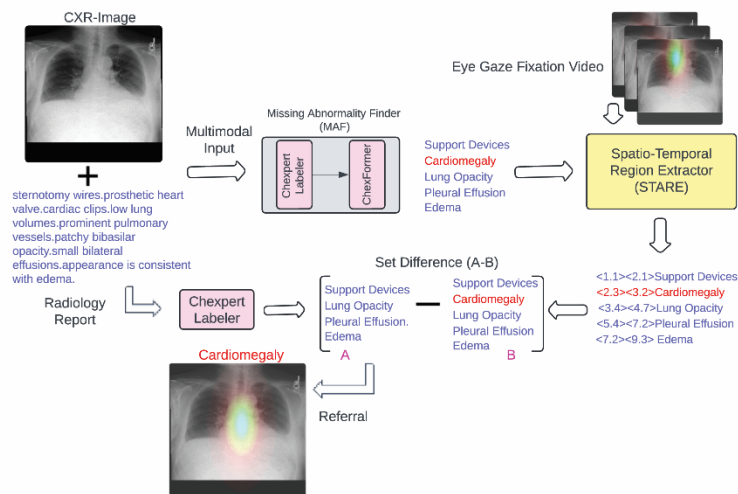 CXR-Image
Eye Gaze Fixation Video
Missing Abnormality Finder
(MAF)
Multimodal
Input
Chexpert
Labeler
ChexFormer
Support Devices
Cardiomegaly
Lung Opacity
Pleural Effusion
Edema
Spatio-Temporal
Region Extractor
(STARE)
+
sternotomy wires.prosthetic heart
valve.cardiac clips.low lung
volumes.prominent pulmonary
vessels.patchy bibasilar
opacity.small bilateral
effusions.appearance is consistent
with edema.
Radiology
Report
Chexpert
Labeler
Set Difference (A-B)
Support Devices
Lung Opacity
Pleural Effusion.
Edema
A
Support Devices
Cardiomegaly
Lung Opacity
Pleural Effusion
Edema
B
<1.1><2.1>Support Devices
<2.3><3.2>Cardiomegaly
<3.4><4.7>Lung Opacity
<5.4><7.2>Pleural Effusion
<7.2><9.3> Edema
Cardiomegaly
Referral